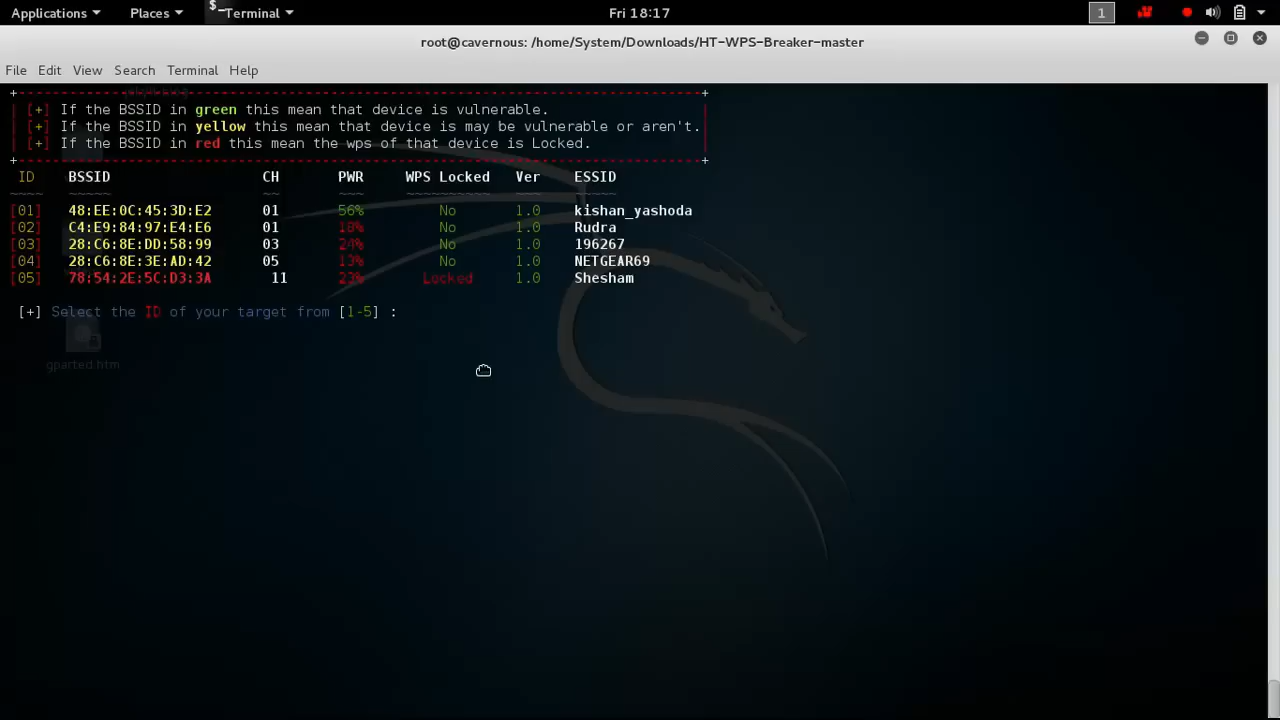 Applications Places $_Terminal Fri 18:17 1
root@cavernous: /home/System/Downloads/HT-WPS-Breaker-master
File Edit View Search Terminal Help
+-----------------------------------------------------------------------------------+
| [+] If the BSSID in green this mean that device is vulnerable. |
| [+] If the BSSID in yellow this mean that device is may be vulnerable or aren't. |
| [+] If the BSSID in red this mean the wps of that device is Locked. |
+-----------------------------------------------------------------------------------+
ID BSSID CH PWR WPS Locked Ver ESSID
~~~~ ~~~~~ ~~ ~~~ ~~~~~~~~~~ ~~~ ~~~~~
[01] 48:EE:0C:45:3D:E2 01 56% No 1.0 kishan_yashoda
[02] C4:E9:84:97:E4:E6 01 18% No 1.0 Rudra
[03] 28:C6:8E:DD:58:99 03 24% No 1.0 196267
[04] 28:C6:8E:3E:AD:42 05 13% No 1.0 NETGEAR69
[05] 78:54:2E:5C:D3:3A 11 23% Locked 1.0 Shesham
[+] Select the ID of your target from [1-5] :
gparted.htm